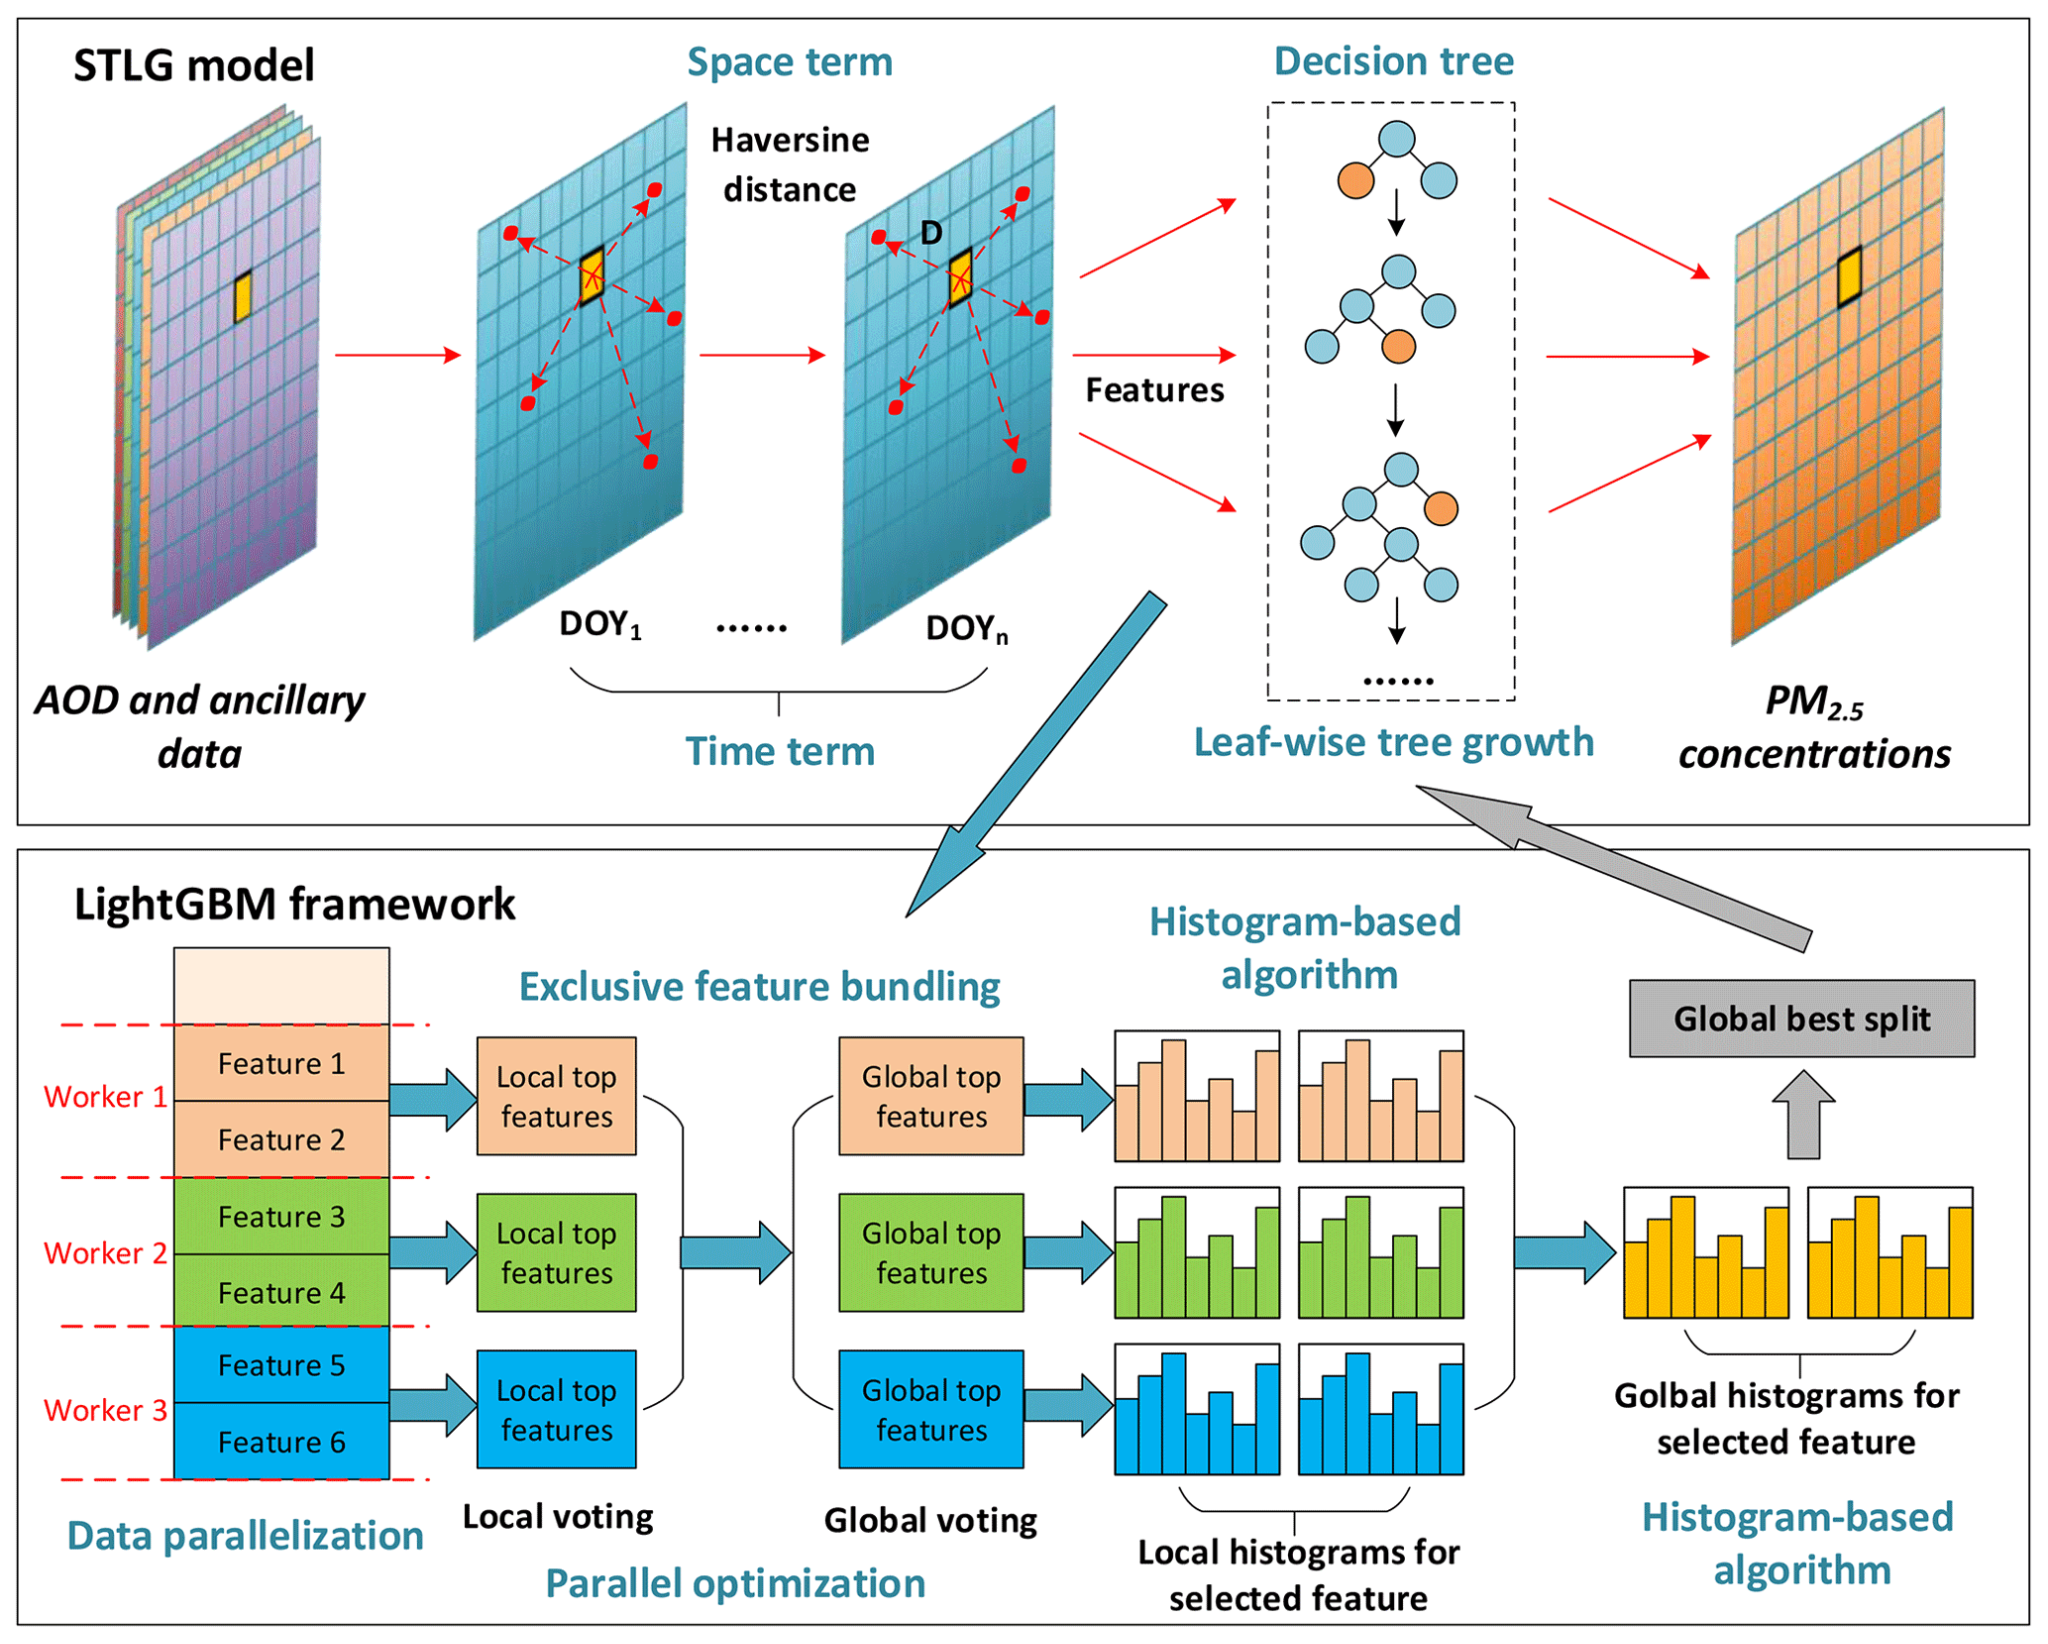 STLG model
Space term
Decision tree
Haversine
distance
D
Features
DOY1
......
DOYn
......
AOD and ancillary
data
Time term
Leaf-wise tree growth
PM2.5
concentrations
LightGBM framework
Exclusive feature bundling
Histogram-based
algorithm
Global best split
Worker 1
Feature 1
Feature 2
Local top
features
Global top
features
Worker 2
Feature 3
Feature 4
Local top
features
Global top
features
Worker 3
Feature 5
Feature 6
Local top
features
Global top
features
Golbal histograms for
selected feature
Data parallelization
Local voting
Global voting
Parallel optimization
Local histograms for
selected feature
Histogram-based
algorithm